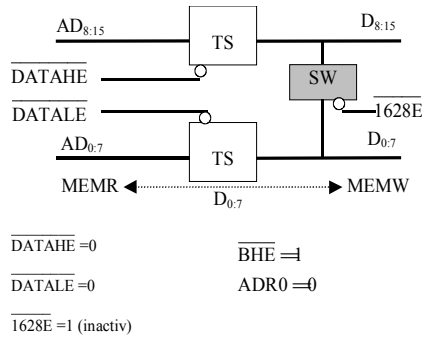 AD8:15
D8:15
TS
DATAHE
SW
DATALE
1628E
AD0:7
D0:7
TS
MEMR
MEMW
D0:7
DATAHE =0
BHE =1
DATALE =0
ADR0 =0
1628E =1 (inactiv)